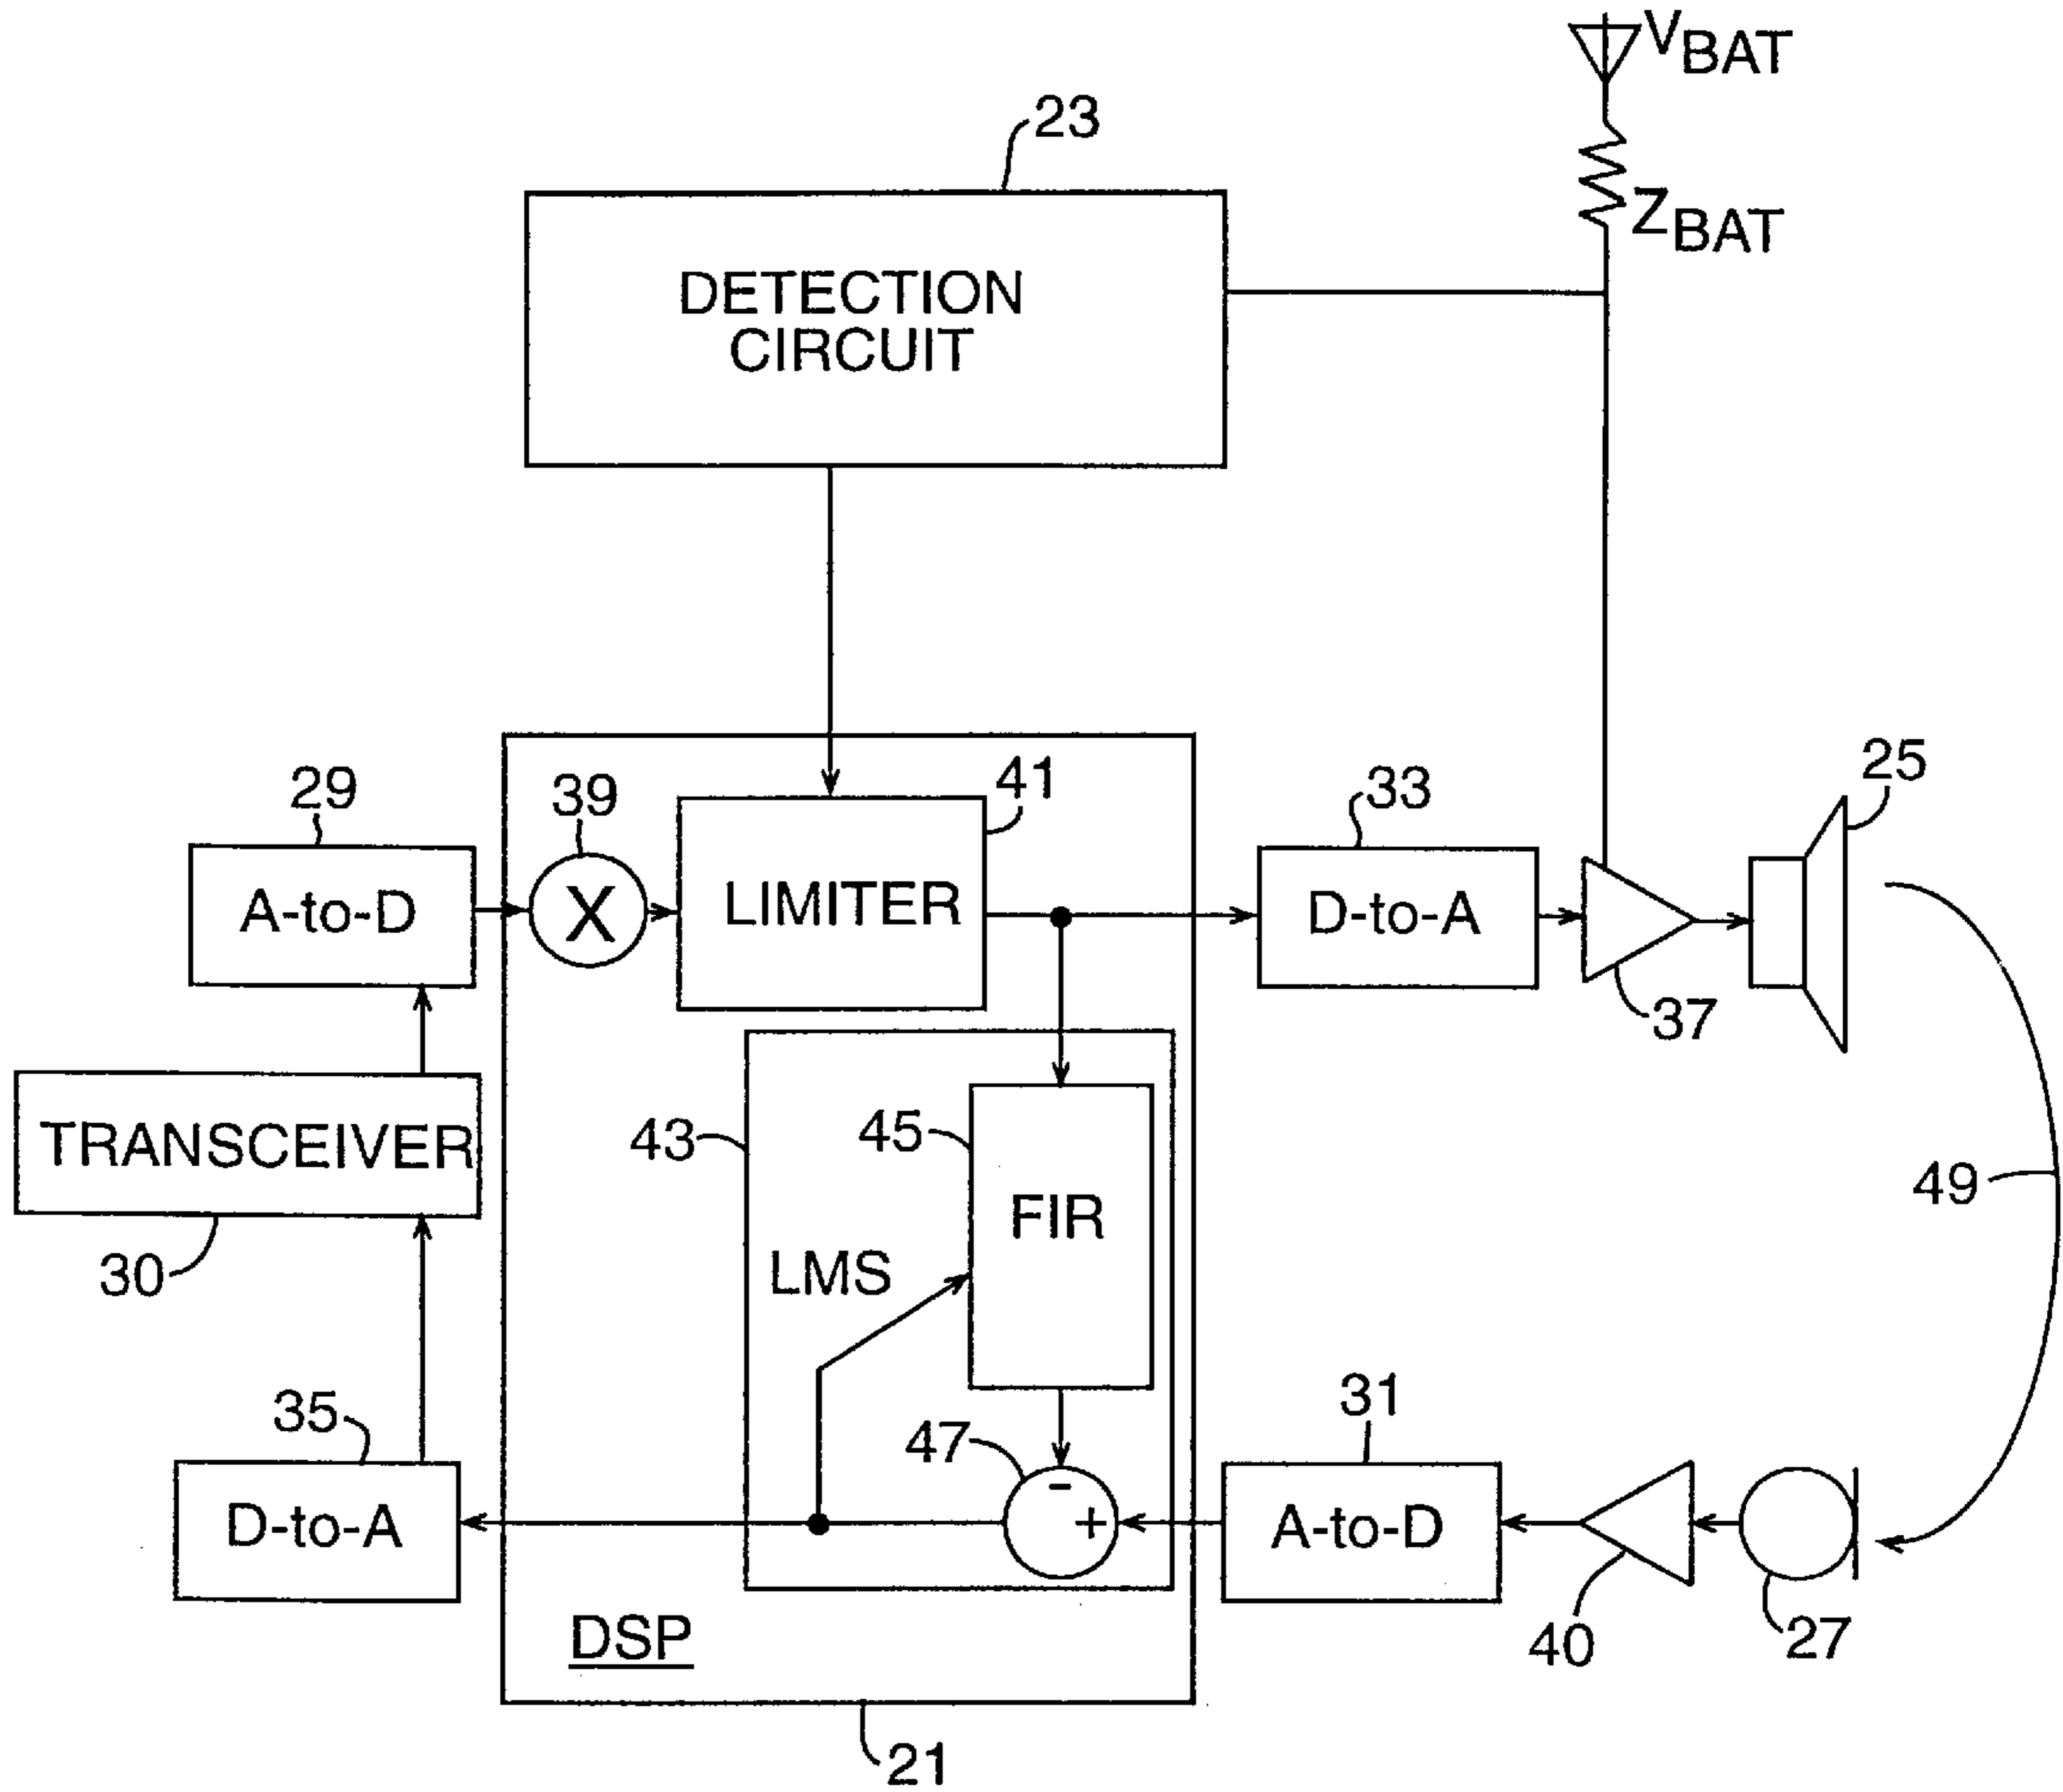 VBAT
23
ZBAT
DETECTION
CIRCUIT
29
39
41
33
25
A-to-D
X
LIMITER
D-to-A
37
TRANSCEIVER
43
45
49
FIR
30
LMS
35
31
47
D-to-A
-
+
A-to-D
DSP
40
27
21